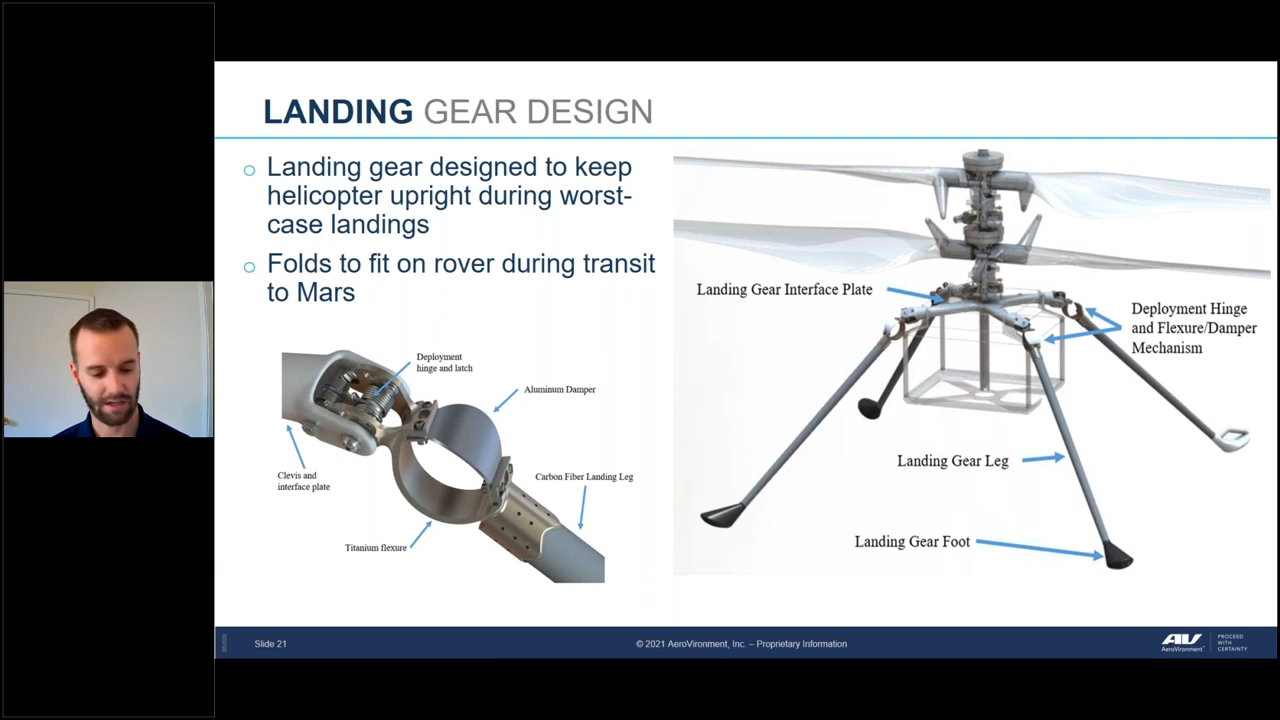 LANDING GEAR DESIGN
Landing gear designed to keep
helicopter upright during worst-
case landings
Folds to fit on rover during transit
to Mars
Deployment
hinge and latch
Aluminum Damper
Clevis and
interface plate
Carbon Fiber Landing Leg
Titanium flexure
Landing Gear Interface Plate
Deployment Hinge
and Flexure/Damper
Mechanism
Landing Gear Leg
Landing Gear Foot
Slide 21
© 2021 AeroVironment, Inc. – Proprietary Information
AV
AeroVironment
PROCEED
WITH
CERTAINTY